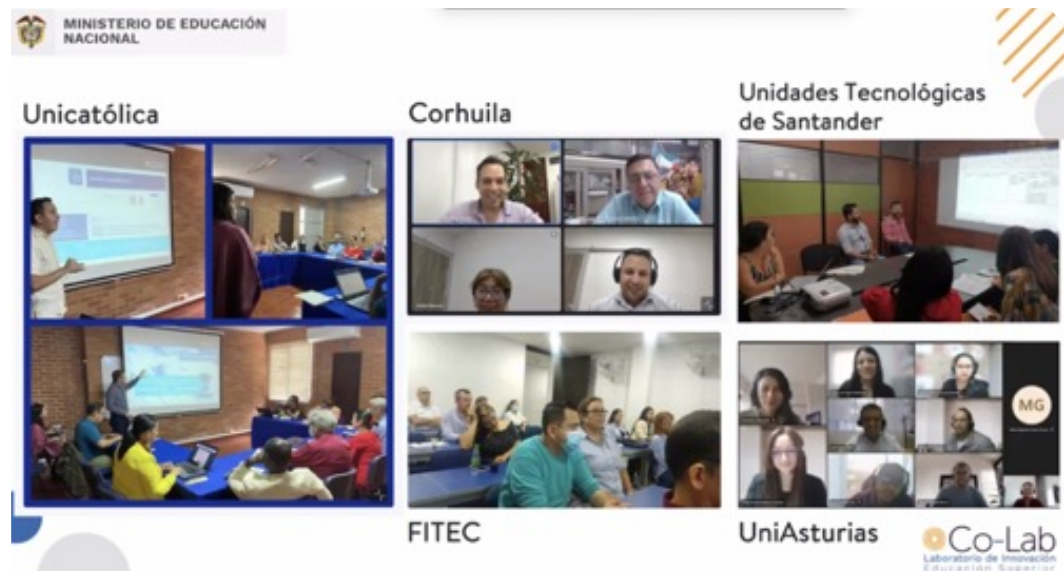 MINISTERIO DE EDUCACIÓN
NACIONAL
Unicatólica
Corhuila
Unidades Tecnológicas
de Santander
MG
FITEC
UniAsturias
Co-Lab
Laboratorio de Innovación
Educación Superior